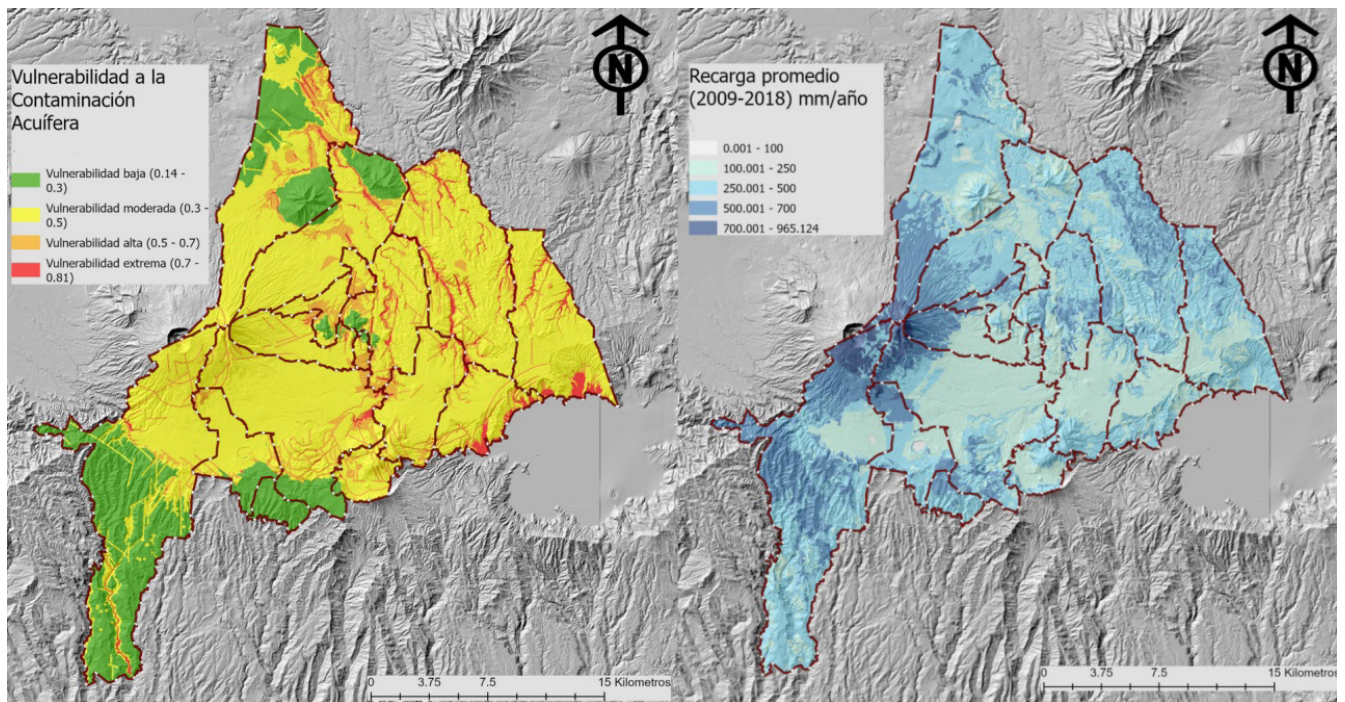 Vulnerabilidad a la
Contaminación
Acuífera
Vulnerabilidad baja (0.14 -
0.3)
Vulnerabilidad moderada (0.3 -
0.5)
Vulnerabilidad alta (0.5 - 0.7)
Vulnerabilidad extrema (0.7 -
0.81)
N
0 3.75 7.5 15 Kilometros
Recarga promedio
(2009-2018) mm/año
0.001 - 100
100.001 - 250
250.001 - 500
500.001 - 700
700.001 - 965.124
N
0 3.75 7.5 15 Kilometros